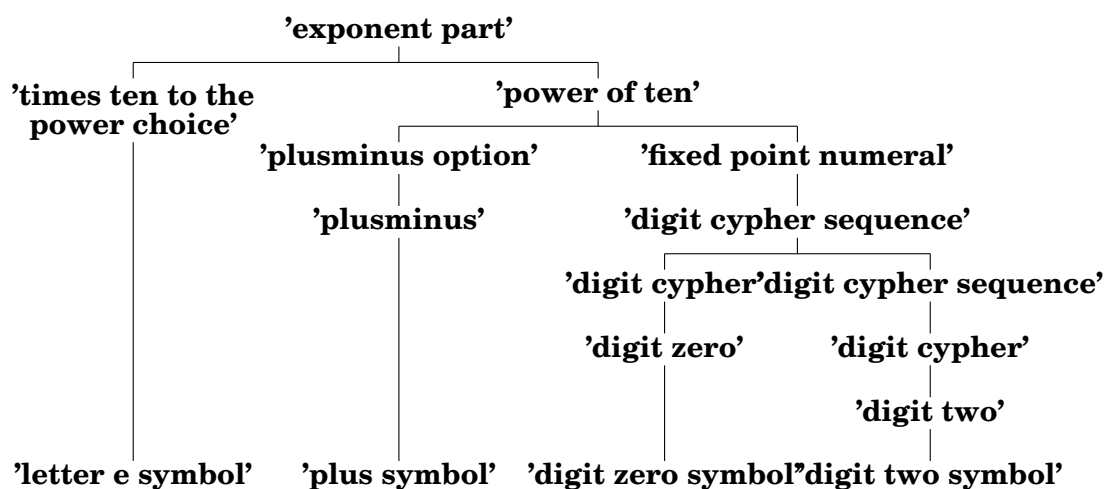 ’exponent part’
’times ten to the
power choice’
’power of ten’
’plusminus option’ ’fixed point numeral’
’plusminus’ ’digit cypher sequence’
’digit cypher’ ’digit cypher sequence’
’digit zero’ ’digit cypher’
’digit two’
’letter e symbol’ ’plus symbol’ ’digit zero symbol’ ’digit two symbol’